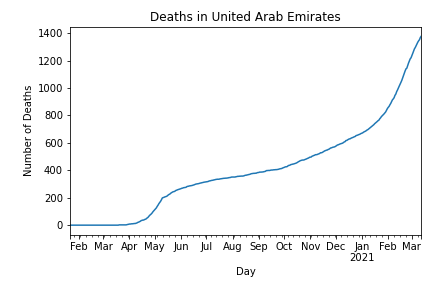 Deaths in United Arab Emirates
Number of Deaths
1400
1200
1000
800
600
400
200
0
Feb Mar Apr May Jun Jul Aug Sep Oct Nov Dec Jan Feb Mar
2021
Day